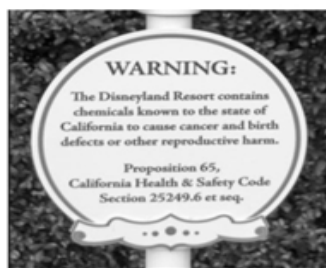 WARNING:
The Disneyland Resort contains
chemicals known to the state of
California to cause cancer and birth
defects or other reproductive harm.
Proposition 65,
California Health & Safety Code
Section 25249.6 et seq.